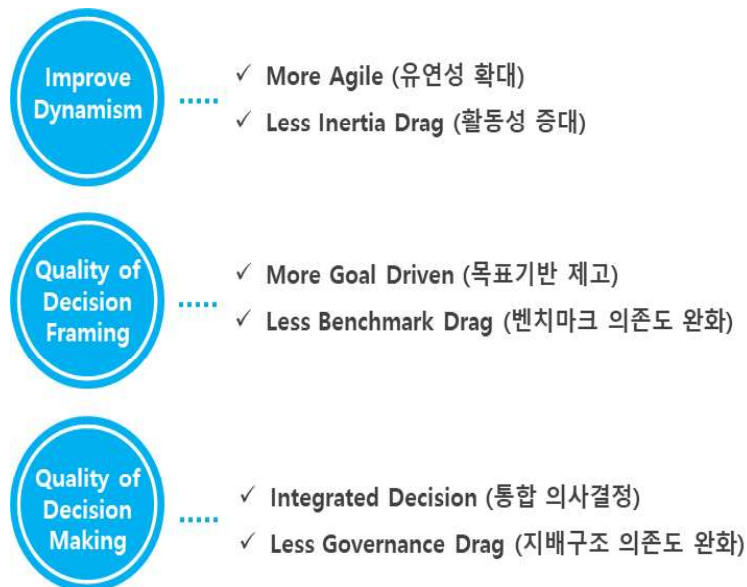 Improve
Dynamism
✓ More Agile (유연성 확대)
✓ Less Inertia Drag (활동성 증대)
Quality of
Decision
Framing
✓ More Goal Driven (목표기반 제고)
✓ Less Benchmark Drag (벤치마크 의존도 완화)
Quality of
Decision
Making
✓ Integrated Decision (통합 의사결정)
✓ Less Governance Drag (지배구조 의존도 완화)